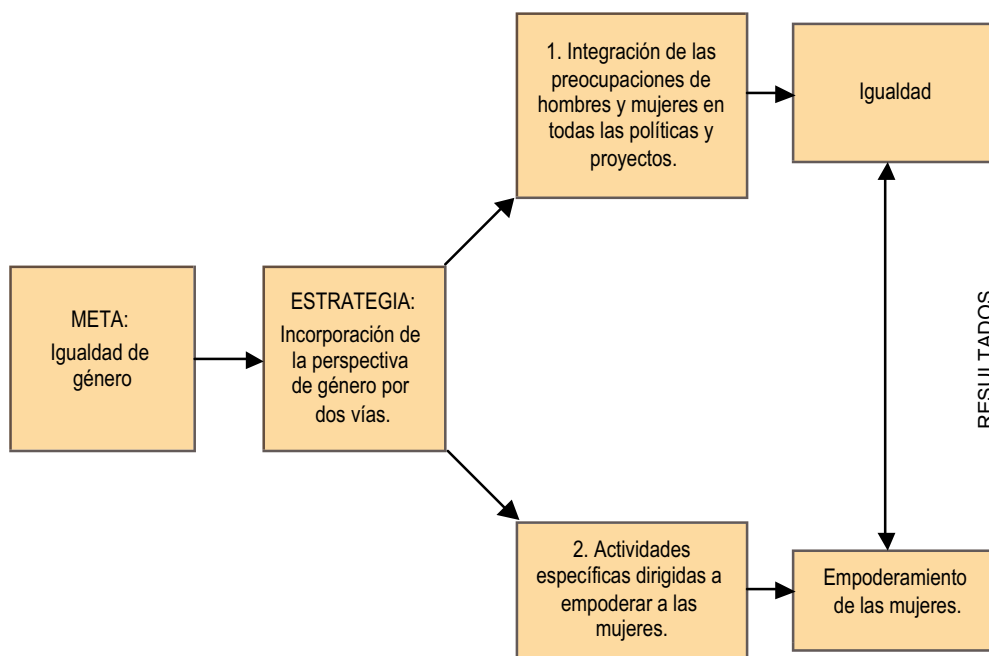 META:
Igualdad de
género
ESTRATEGIA:
Incorporación de
la perspectiva
de género por
dos vías.
1. Integración de las
preocupaciones de
hombres y mujeres en
todas las políticas y
proyectos.
Igualdad
2. Actividades
específicas dirigidas a
empoderar a las
mujeres.
Empoderamiento
de las mujeres.
RESULTADOS